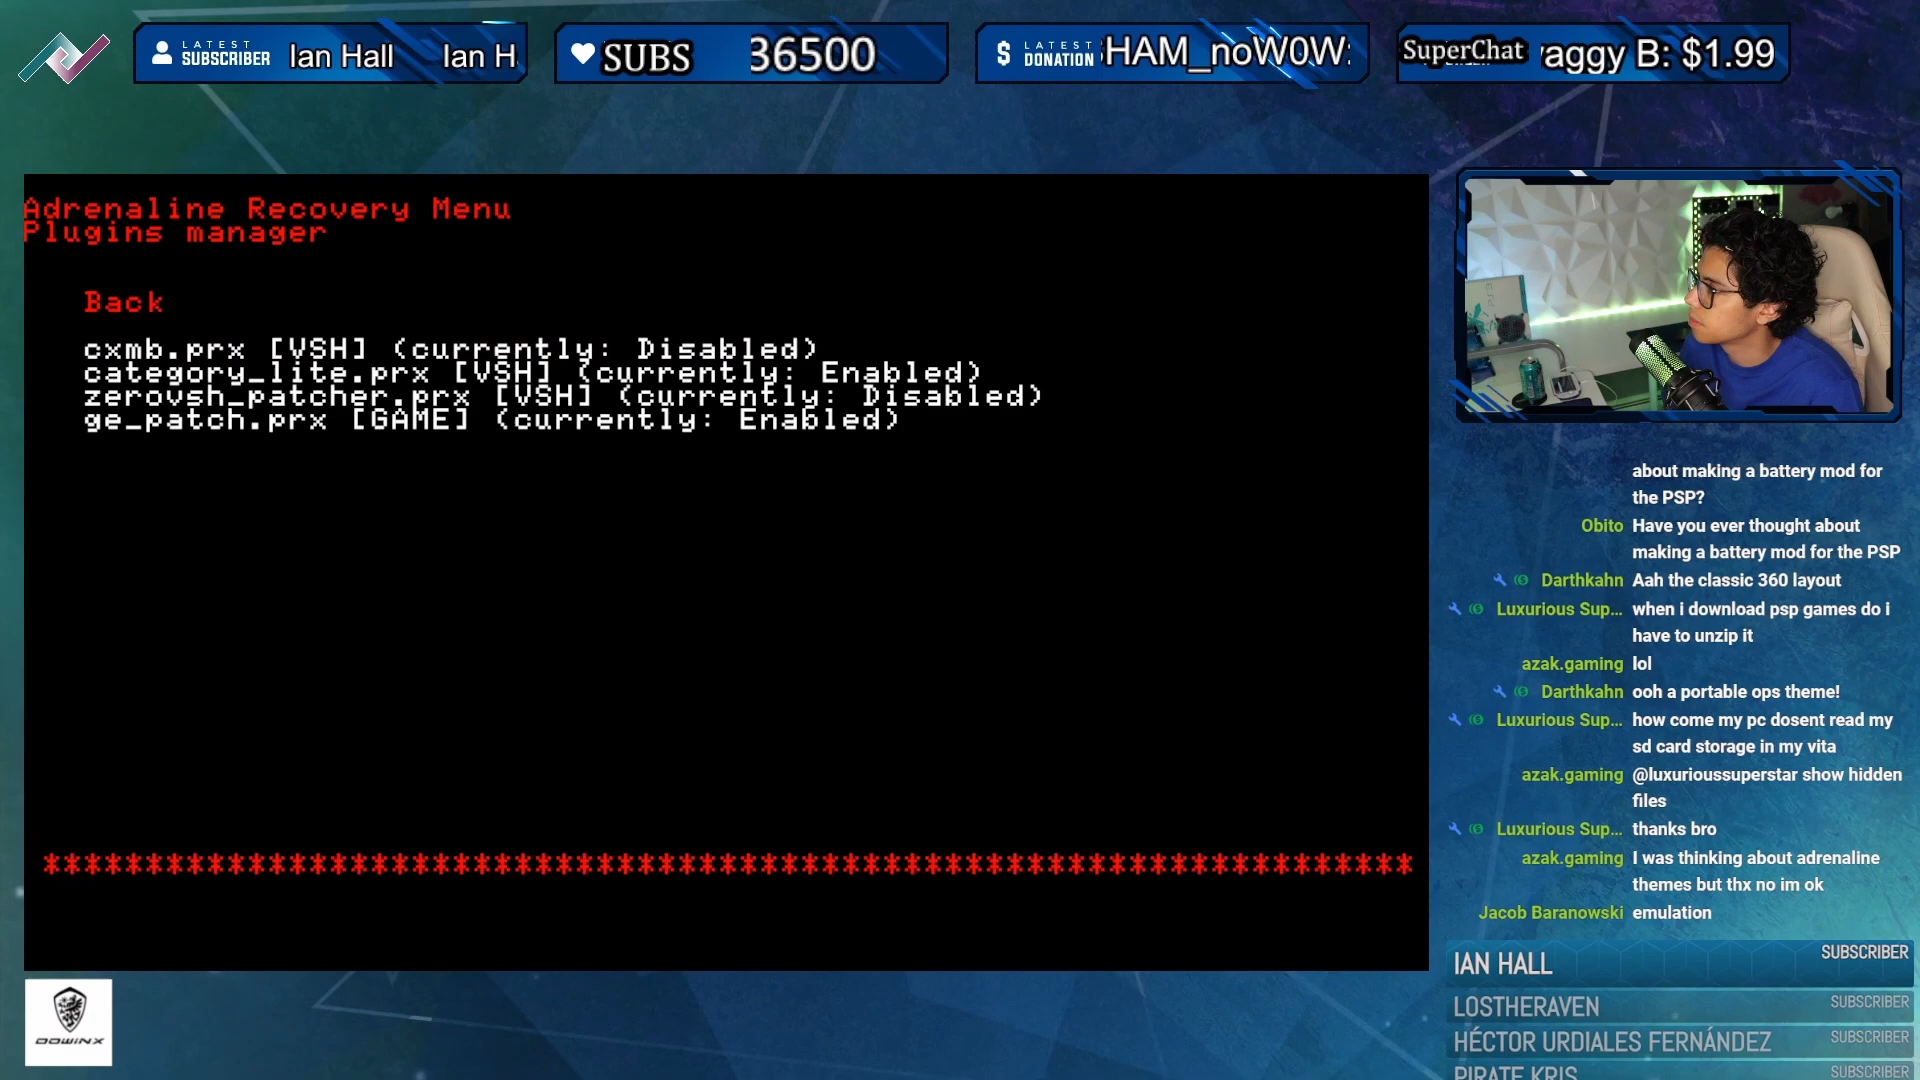 LATEST
SUBSCRIBER
Ian Hall Ian H
SUBS 36500
LATEST
DONATION
HAM_noW0W:
SuperChat
aggy B: $1.99
Adrenaline Recovery Menu
Plugins manager
Back
cxmb.prx [VSH] (currently: Disabled)
category_lite.prx [VSH] (currently: Enabled)
zerovsh_patcher.prx [VSH] (currently: Disabled)
ge_patch.prx [GAME] (currently: Enabled)
********************************************************************
about making a battery mod for
the PSP?
Obito Have you ever thought about
making a battery mod for the PSP
Darthkahn Aah the classic 360 layout
Luxurious Sup... when i download psp games do i
have to unzip it
azak.gaming lol
Darthkahn ooh a portable ops theme!
Luxurious Sup... how come my pc dosent read my
sd card storage in my vita
azak.gaming @luxurioussuperstar show hidden
files
Luxurious Sup... thanks bro
azak.gaming I was thinking about adrenaline
themes but thx no im ok
Jacob Baranowski emulation
IAN HALL SUBSCRIBER
LOSTHERAVEN SUBSCRIBER
HÉCTOR URDIALES FERNÁNDEZ SUBSCRIBER
PIRATE KRIS SUBSCRIBER
DOWINX